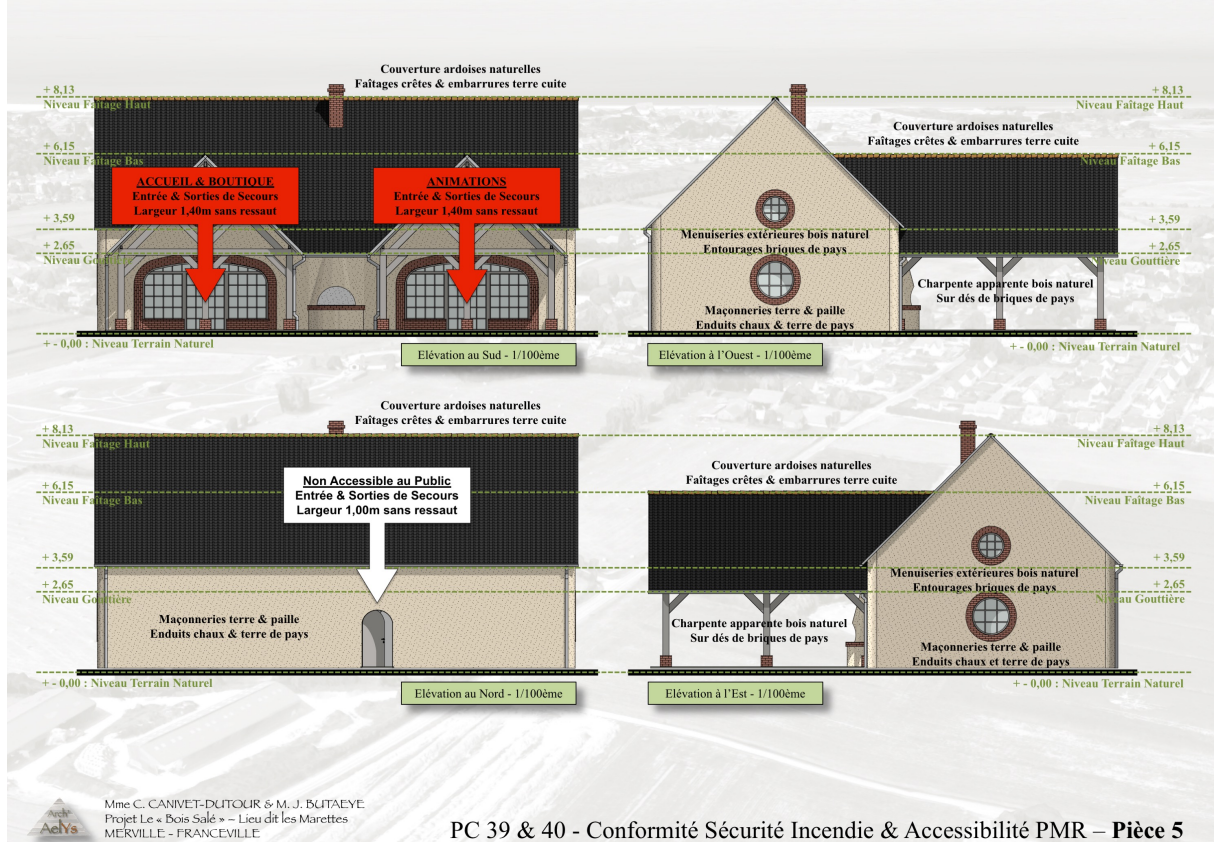 Couverture ardoises naturelles
Faîtages crêtes & embarrures terre cuite
+ 8,13
Niveau Faîtage Haut
+ 6,15
Niveau Faîtage Bas
ACCUEIL & BOUTIQUE
Entrée & Sorties de Secours
Largeur 1,40m sans ressaut
ANIMATIONS
Entrée & Sorties de Secours
Largeur 1,40m sans ressaut
+ 3,59
+ 2,65
Niveau Gouttière
+ - 0,00 : Niveau Terrain Naturel
Elévation au Sud - 1/100ème
+ 8,13
Niveau Faîtage Haut
Couverture ardoises naturelles
Faîtages crêtes & embarrures terre cuite
+ 6,15
Niveau Faîtage Bas
+ 3,59
Menuiseries extérieures bois naturel
Entourages briques de pays
+ 2,65
Niveau Gouttière
Charpente apparente bois naturel
Sur dés de briques de pays
Maçonneries terre & paille
Enduits chaux & terre de pays
+ - 0,00 : Niveau Terrain Naturel
Elévation à l'Ouest - 1/100ème
Couverture ardoises naturelles
Faîtages crêtes & embarrures terre cuite
+ 8,13
Niveau Faîtage Haut
+ 6,15
Niveau Faîtage Bas
Non Accessible au Public
Entrée & Sorties de Secours
Largeur 1,00m sans ressaut
+ 3,59
+ 2,65
Niveau Gouttière
Maçonneries terre & paille
Enduits chaux & terre de pays
+ - 0,00 : Niveau Terrain Naturel
Elévation au Nord - 1/100ème
+ 8,13
Niveau Faîtage Haut
Couverture ardoises naturelles
Faîtages crêtes & embarrures terre cuite
+ 6,15
Niveau Faîtage Bas
+ 3,59
Menuiseries extérieures bois naturel
Entourages briques de pays
+ 2,65
Niveau Gouttière
Charpente apparente bois naturel
Sur dés de briques de pays
Maçonneries terre & paille
Enduits chaux et terre de pays
+ - 0,00 : Niveau Terrain Naturel
Elévation à l'Est - 1/100ème
Arch'
AelYs
Mme C. CANIVET-DUTOUR & M. J. BUTAEYE
Projet Le « Bois Salé » – Lieu dit les Marettes
MERVILLE - FRANCEVILLE
PC 39 & 40 - Conformité Sécurité Incendie & Accessibilité PMR – Pièce 5